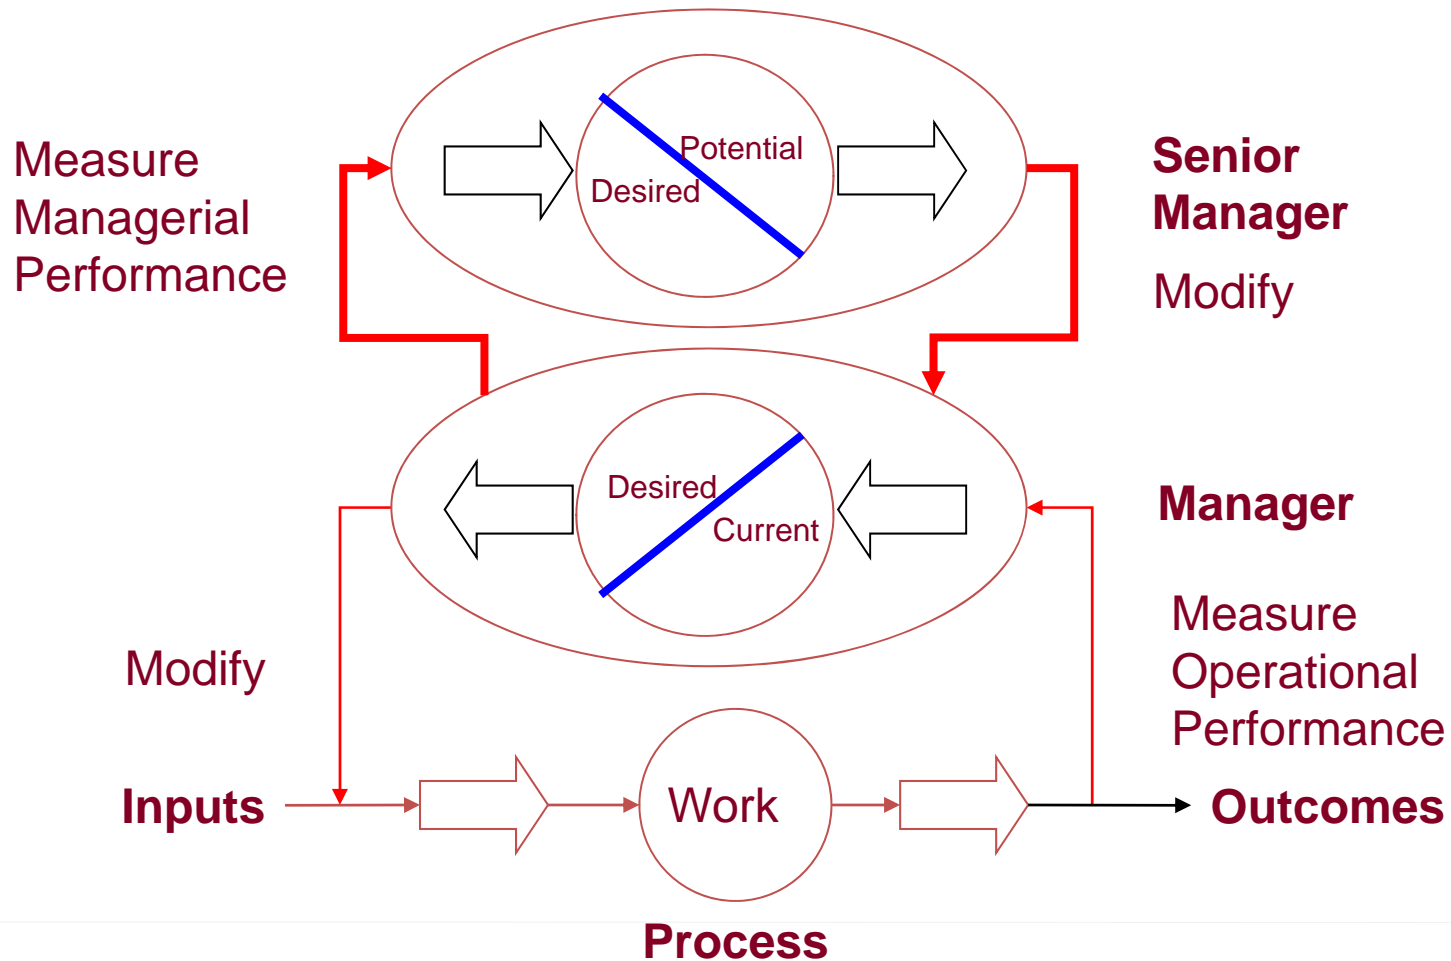 Measure
Managerial
Performance
Potential
Desired
Senior
Manager
Modify
Desired
Current
Manager
Modify
Measure
Operational
Performance
Inputs
Work
Outcomes
Process